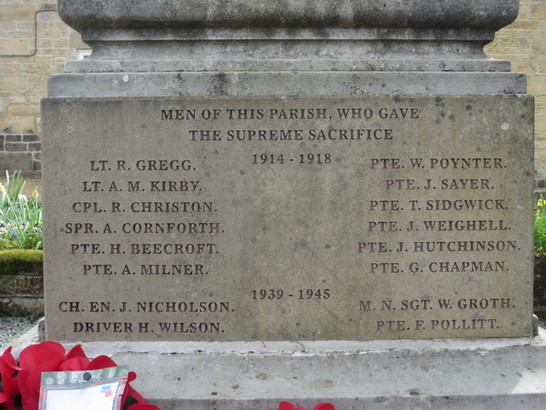 MEN OF THIS PARISH, WHO GAVE
THE SUPREME SACRIFICE
1914 - 1918
LT. R. GREGG.
LT. A. M. KIRBY.
CPL. R. CHRISTON.
SPR. A. CORNFORTH.
PTE. H. BEECROFT.
PTE. A. MILNER.
PTE. W. POYNTER.
PTE. J. SAYER.
PTE. T. SIDGWICK.
PTE. J. WEIGHELL.
PTE. J. HUTCHINSON.
PTE. G. CHAPMAN.
1939 - 1945
CH. EN. J. NICHOLSON.
DRIVER H. WILSON.
M. N. SGT. W. GROTH.
PTE. F. POLLITT.